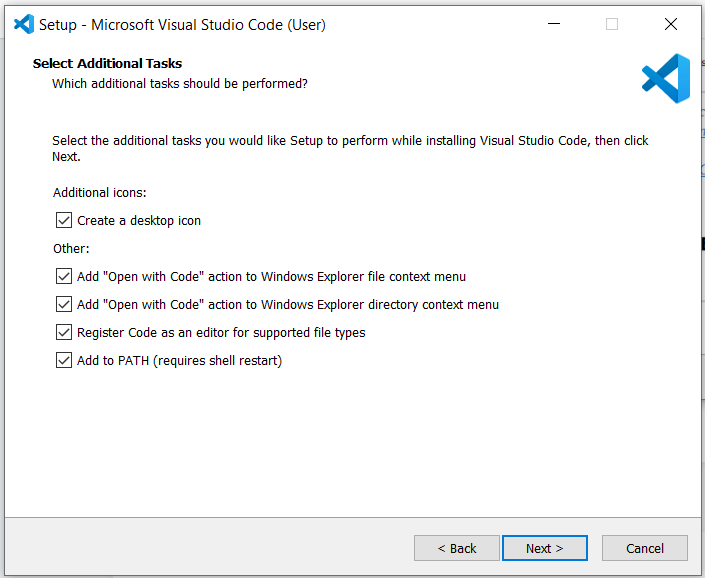 Setup - Microsoft Visual Studio Code (User)
Select Additional Tasks
Which additional tasks should be performed?
Select the additional tasks you would like Setup to perform while installing Visual Studio Code, then click
Next.
Additional icons:
Create a desktop icon
Other:
Add "Open with Code" action to Windows Explorer file context menu
Add "Open with Code" action to Windows Explorer directory context menu
Register Code as an editor for supported file types
Add to PATH (requires shell restart)
< Back
Next >
Cancel